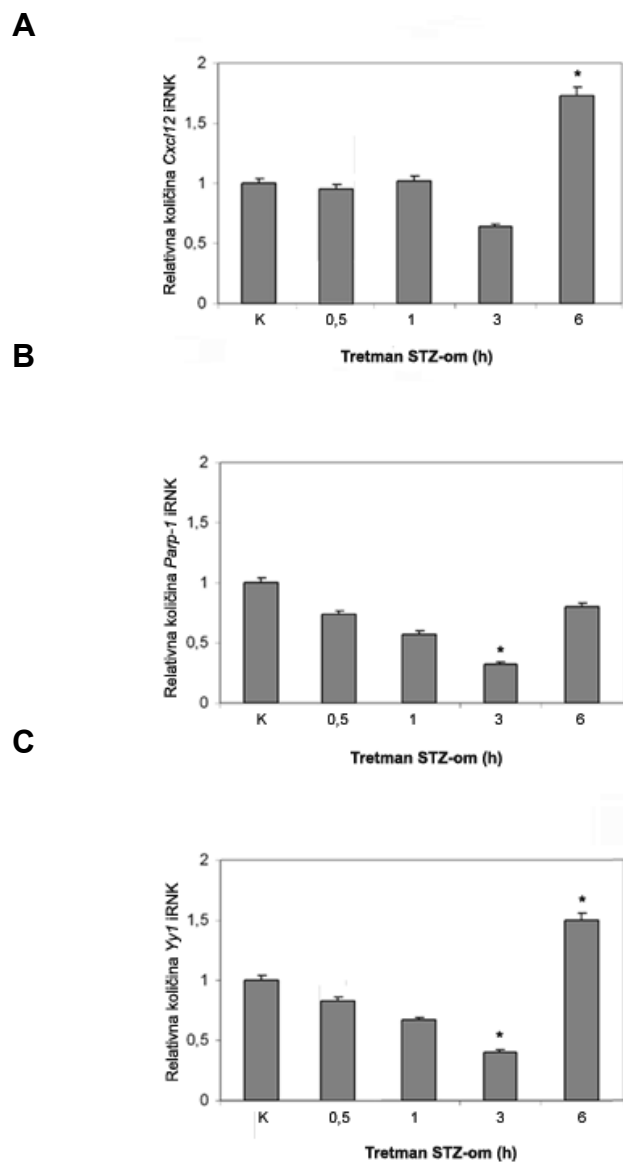 A
Relativna količina Cxcl12 iRNK
2
1,5
1
0,5
0
*
K 0,5 1 3 6
Tretman STZ-om (h)
B
Relativna količina Parp-1 iRNK
2
1,5
1
0,5
0
*
K 0,5 1 3 6
Tretman STZ-om (h)
C
Relativna količina Yy1 iRNK
2
1,5
1
0,5
0
*
*
K 0,5 1 3 6
Tretman STZ-om (h)